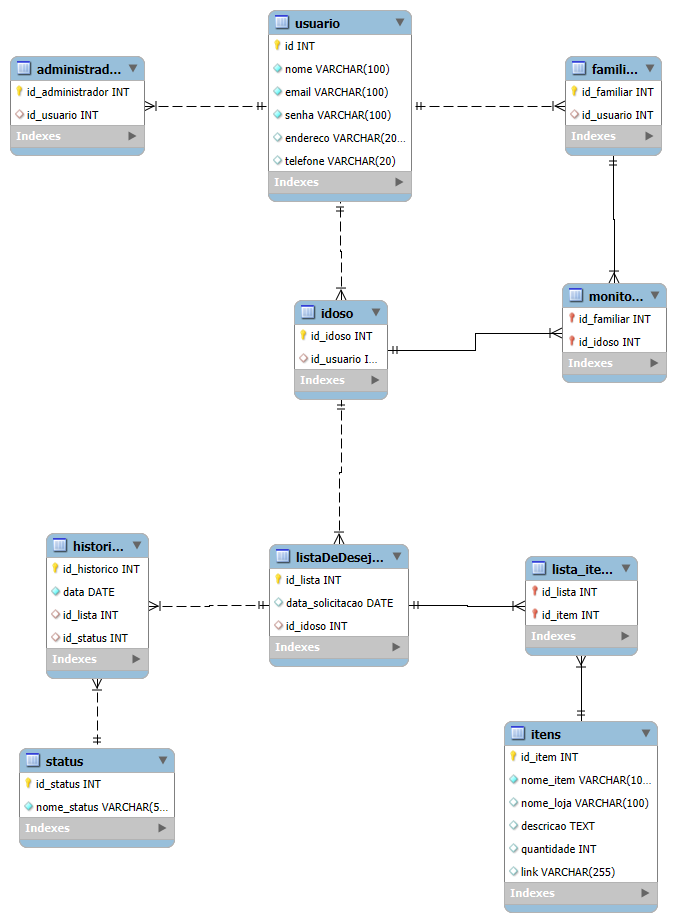 usuario
id INT
nome VARCHAR(100)
email VARCHAR(100)
senha VARCHAR(100)
endereco VARCHAR(20...
telefone VARCHAR(20)
Indexes
administrad...
id_administrador INT
id_usuario INT
Indexes
famili...
id_familiar INT
id_usuario INT
Indexes
monito...
id_familiar INT
id_idoso INT
Indexes
idoso
id_idoso INT
id_usuario I...
Indexes
histori...
id_historico INT
data DATE
id_lista INT
id_status INT
Indexes
listaDeDesej...
id_lista INT
data_solicitacao DATE
id_idoso INT
Indexes
lista_ite...
id_lista INT
id_item INT
Indexes
status
id_status INT
nome_status VARCHAR(5...
Indexes
itens
id_item INT
nome_item VARCHAR(10...
nome_loja VARCHAR(100)
descricao TEXT
quantidade INT
link VARCHAR(255)
Indexes